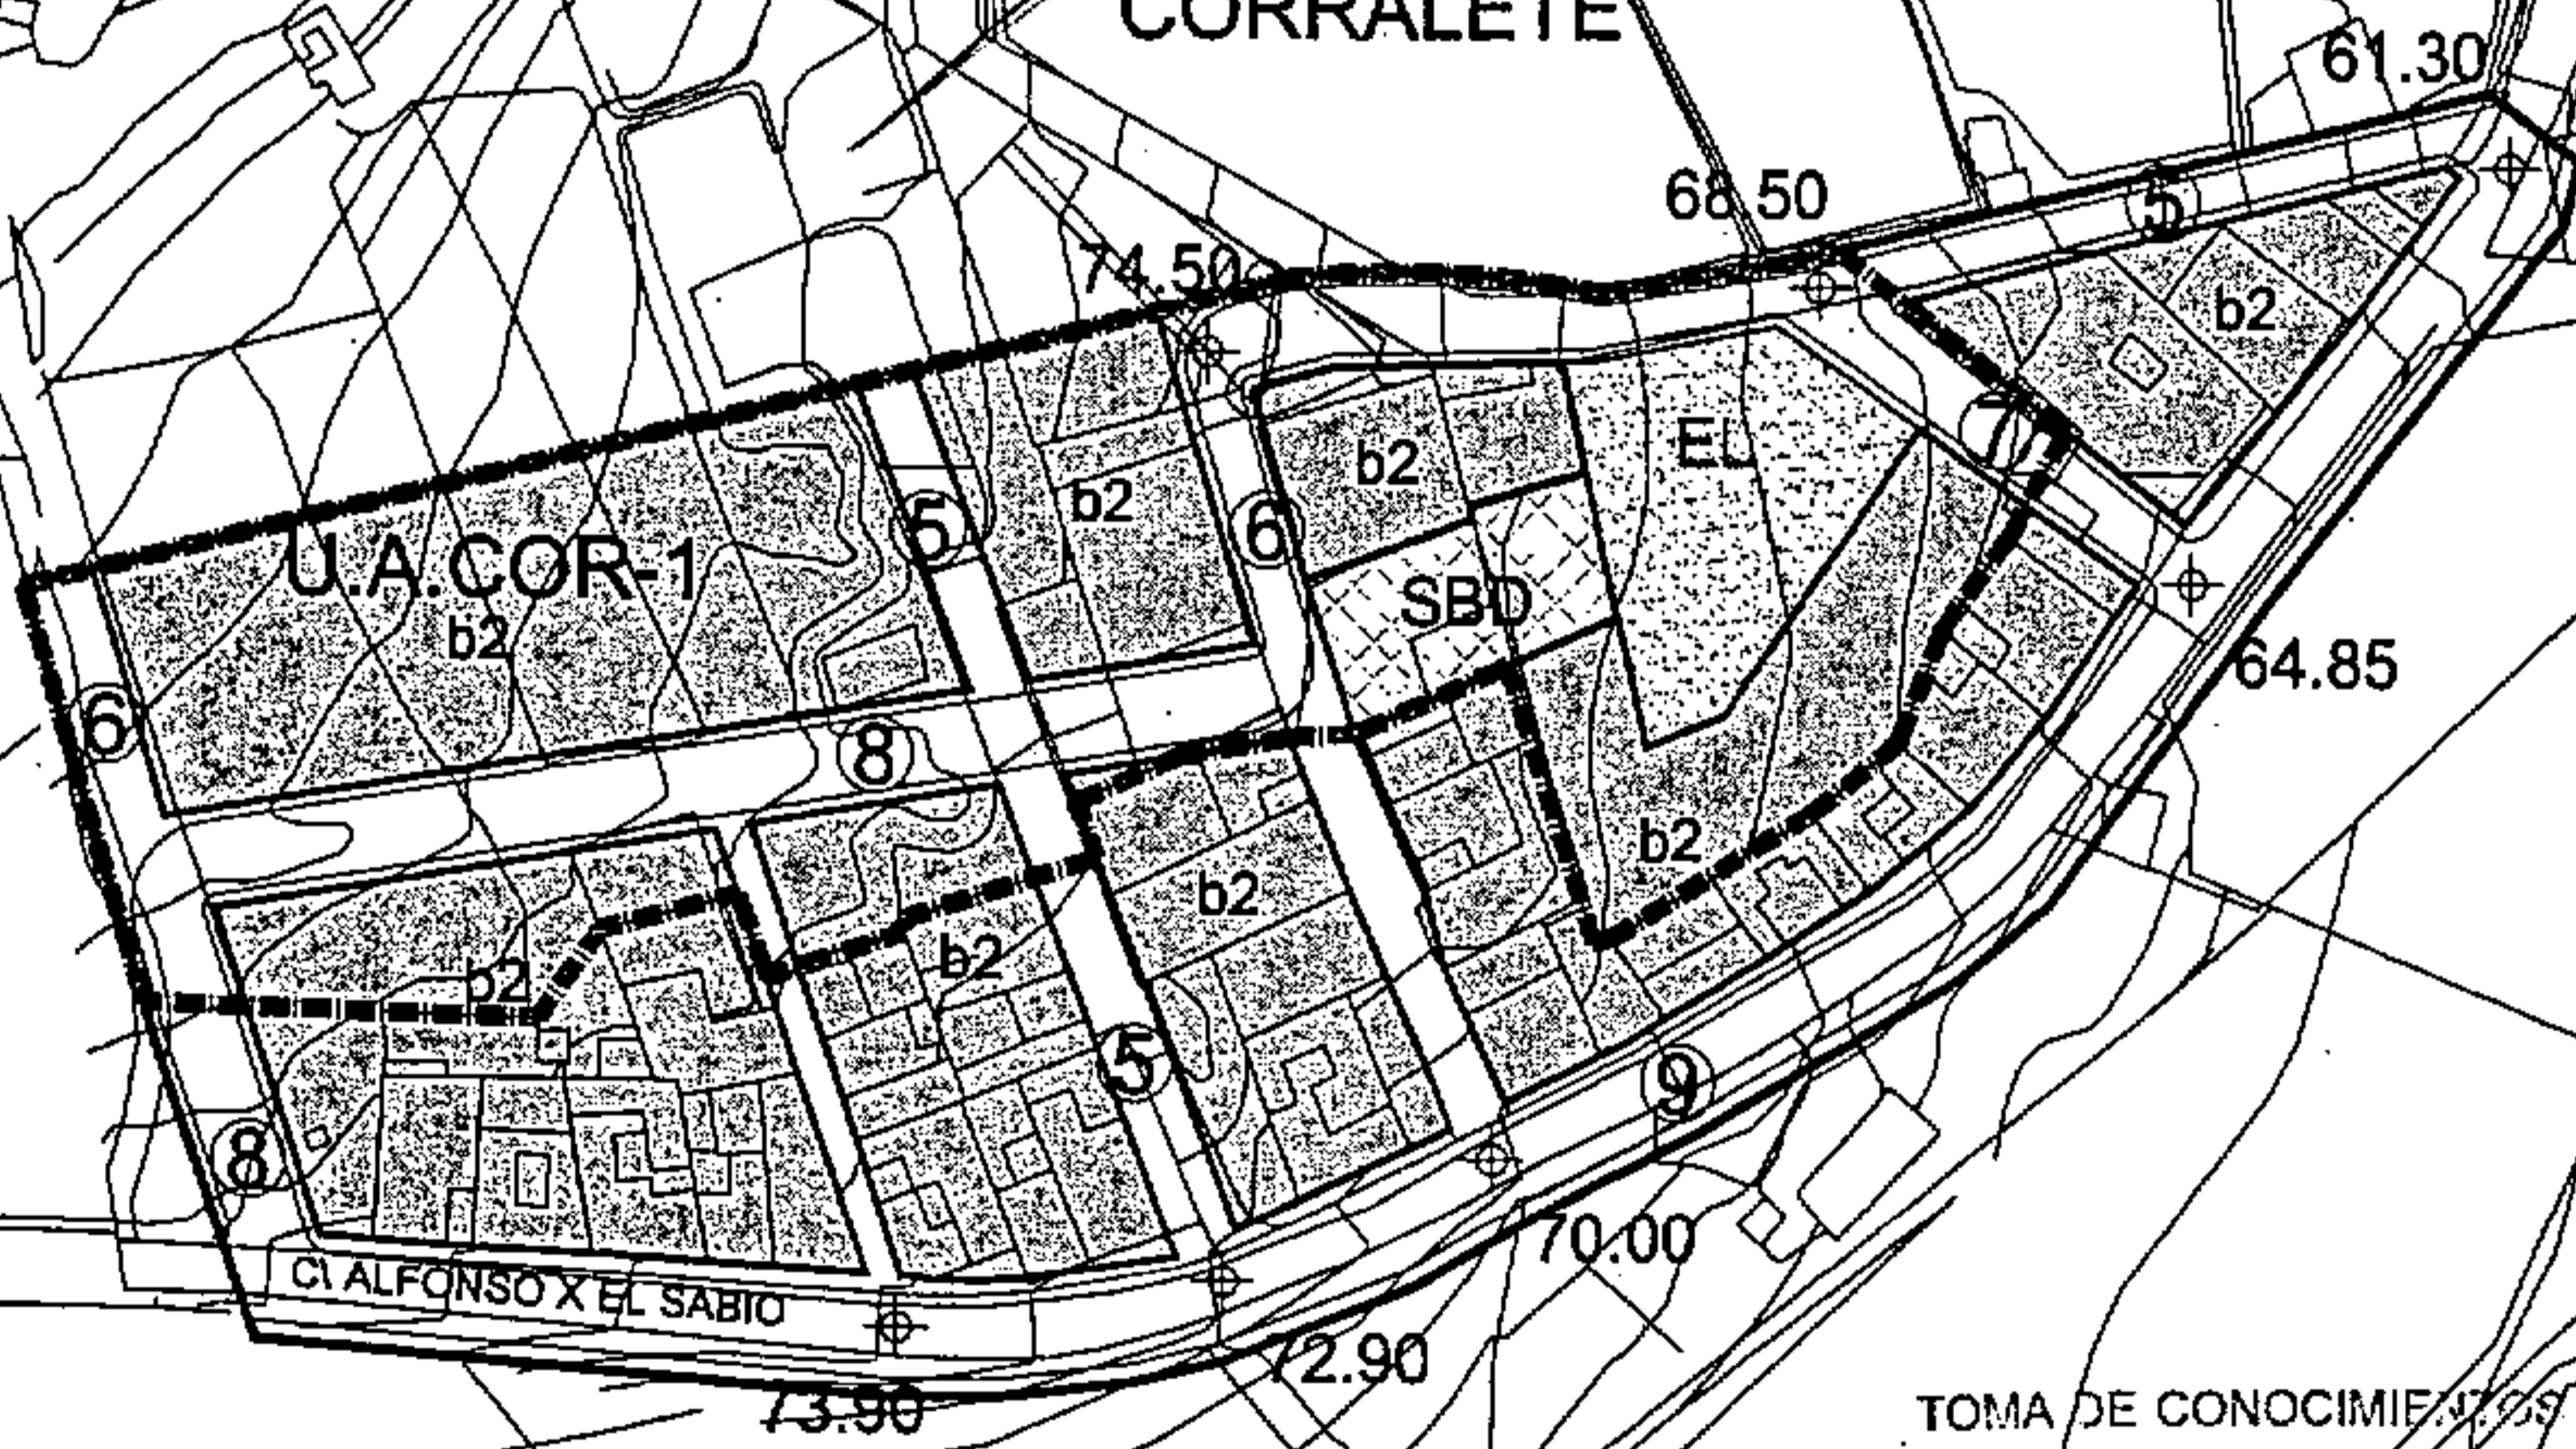 CORRALETE
61.30
68.50
5
74.50
b2
EL
7
b2
b2
5
6
U.A.COR-1
b2
SBD
64.85
6
8
b2
b2
b2
b2
5
9
8
70.00
C\ ALFONSO X EL SABIO
72.90
73.90
TOMA DE CONOCIMIENTOS